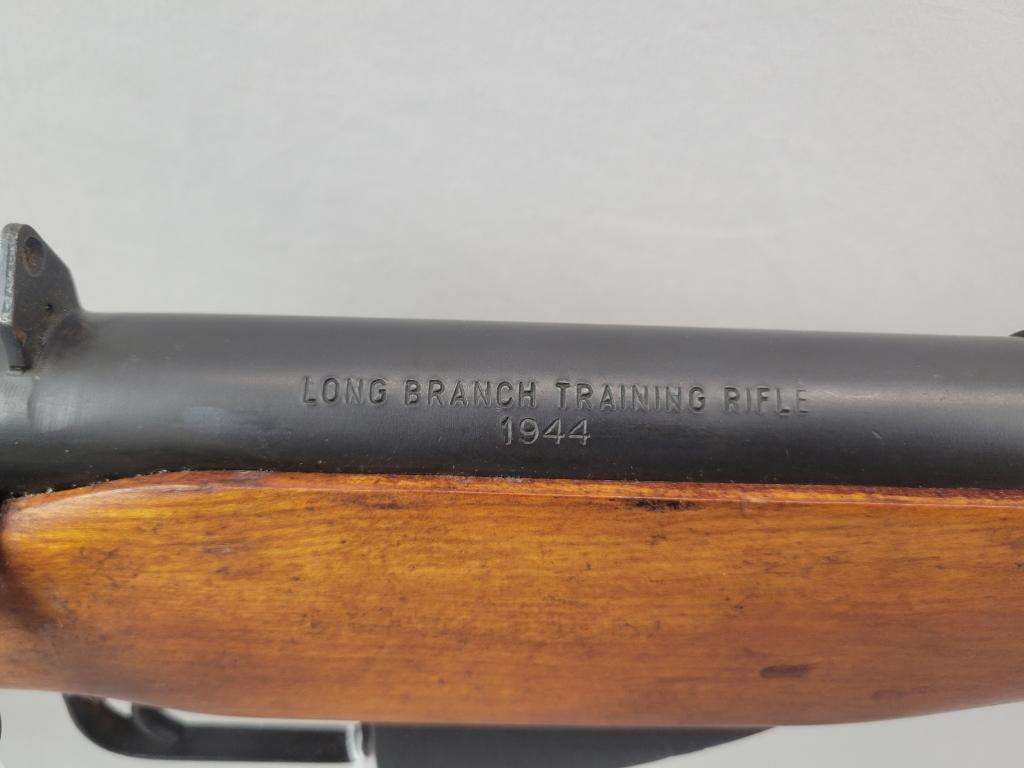 LONG BRANCH TRAINING RIFLE
1944